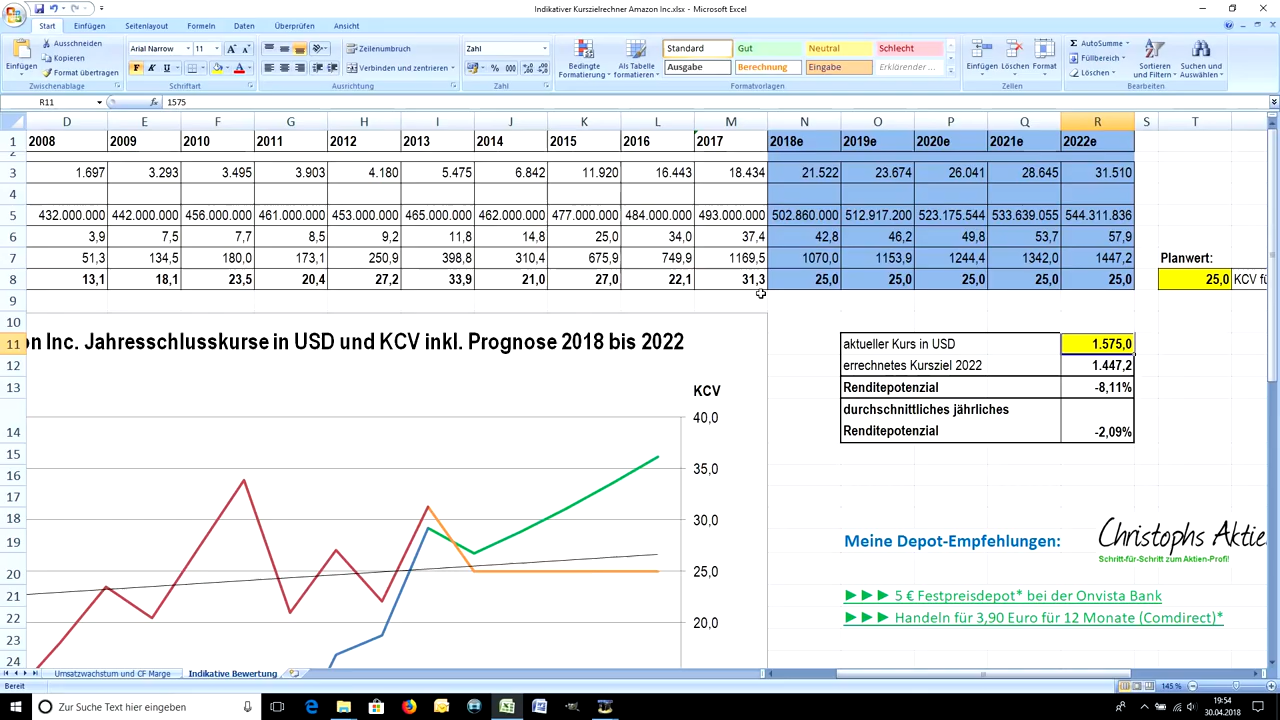 Indikativer Kurszielrechner Amazon Inc.xlsx - Microsoft Excel
Start Einfügen Seitenlayout Formeln Daten Überprüfen Ansicht
Einfügen Ausschneiden Kopieren Format übertragen Zwischenablage
Arial Narrow 11 F K U Schriftart
Zeilenumbruch Verbinden und zentrieren Ausrichtung
Zahl % 000 Zahl
Bedingte Formatierung Als Tabelle formatieren Standard Gut Neutral Schlecht
Ausgabe Berechnung Eingabe Erklärender ... Formatvorlagen
Einfügen Löschen Format Zellen
AutoSumme Füllbereich Löschen Sortieren und Filtern Suchen und Auswählen Bearbeiten
R11 fx 1575
D E F G H I J K L M N O P Q R S T
1 2008 2009 2010 2011 2012 2013 2014 2015 2016 2017 2018e 2019e 2020e 2021e 2022e
2
3 1.697 3.293 3.495 3.903 4.180 5.475 6.842 11.920 16.443 18.434 21.522 23.674 26.041 28.645 31.510
4
5 432.000.000 442.000.000 456.000.000 461.000.000 453.000.000 465.000.000 462.000.000 477.000.000 484.000.000 493.000.000 502.860.000 512.917.200 523.175.544 533.639.055 544.311.836
6 3,9 7,5 7,7 8,5 9,2 11,8 14,8 25,0 34,0 37,4 42,8 46,2 49,8 53,7 57,9
7 51,3 134,5 180,0 173,1 250,9 398,8 310,4 675,9 749,9 1169,5 1070,0 1153,9 1244,4 1342,0 1447,2 Planwert:
8 13,1 18,1 23,5 20,4 27,2 33,9 21,0 27,0 22,1 31,3 25,0 25,0 25,0 25,0 25,0 25,0 KCV fü
9
10
11 on Inc. Jahresschlusskurse in USD und KCV inkl. Prognose 2018 bis 2022 aktueller Kurs in USD 1.575,0
12 errechnetes Kursziel 2022 1.447,2
13 KCV Renditepotenzial -8,11%
14 40,0 durchschnittliches jährliches
Renditepotenzial -2,09%
15 35,0
16
17
18 30,0
19 Meine Depot-Empfehlungen: Christophs Aktie
Schritt-für-Schritt zum Aktien-Profi!
20 25,0
21 ►►► 5 € Festpreisdepot* bei der Onvista Bank
22 20,0 ►►► Handeln für 3,90 Euro für 12 Monate (Comdirect)*
23
24
Umsatzwachstum und CF Marge Indikative Bewertung
Bereit 145 %
Zur Suche Text hier eingeben
19:54
30.04.2018